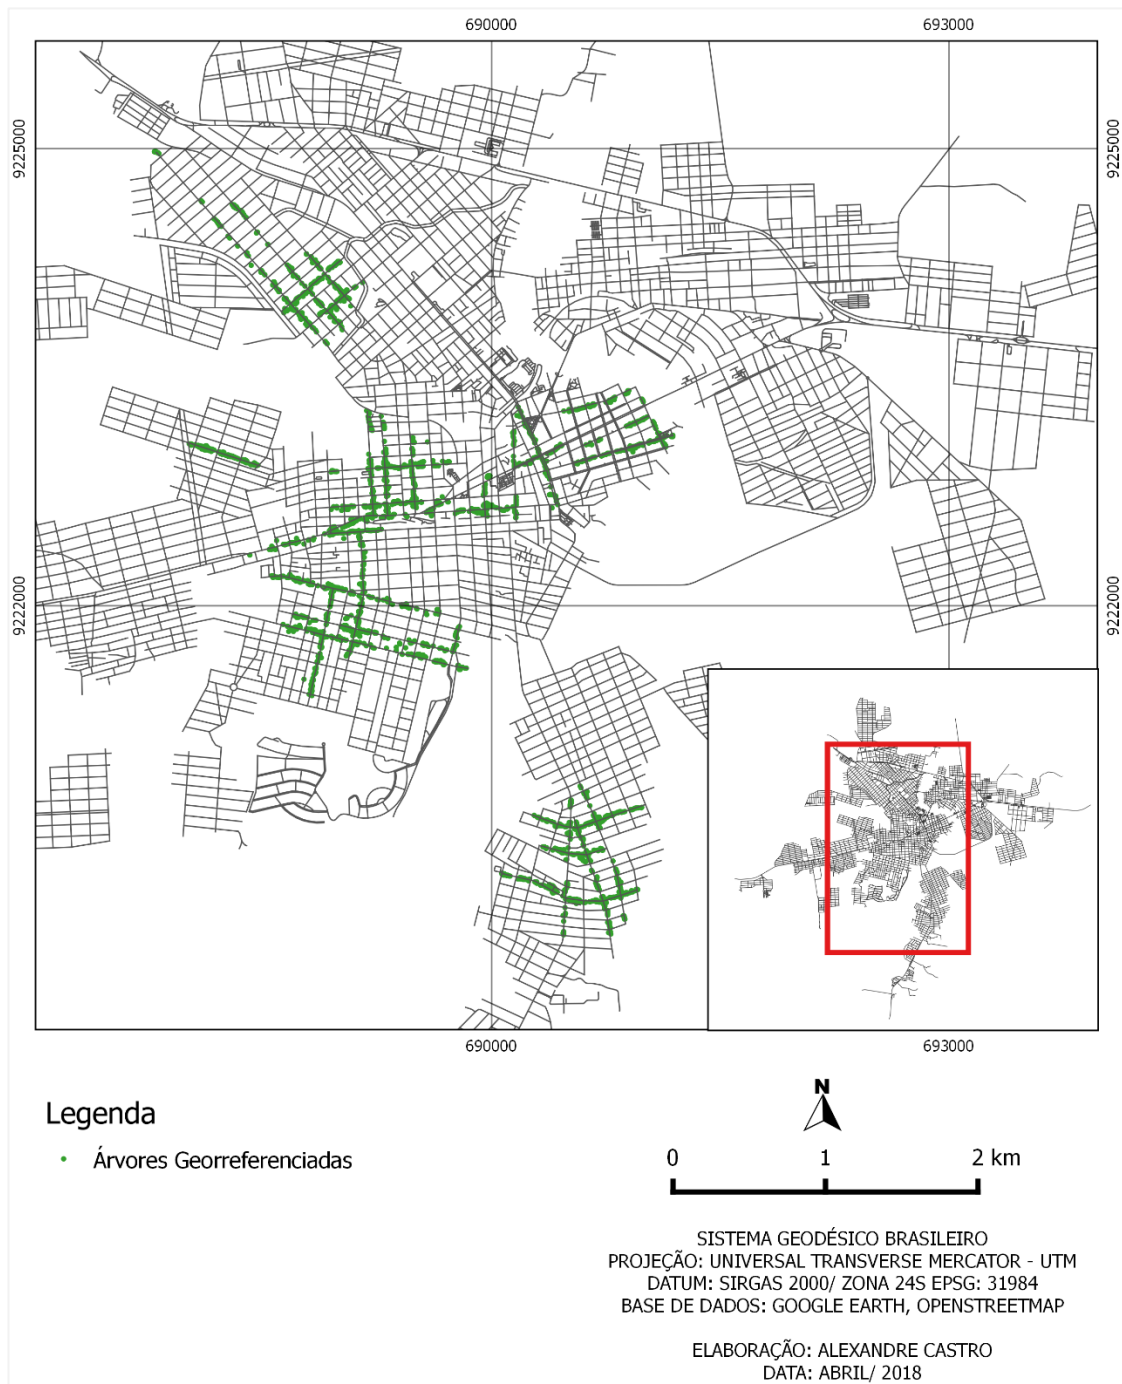 690000
693000
9225000
9225000
9222000
9222000
690000
693000
Legenda
Árvores Georreferenciadas
N
0 1 2 km
SISTEMA GEODÉSICO BRASILEIRO
PROJEÇÃO: UNIVERSAL TRANSVERSE MERCATOR - UTM
DATUM: SIRGAS 2000/ ZONA 24S EPSG: 31984
BASE DE DADOS: GOOGLE EARTH, OPENSTREETMAP
ELABORAÇÃO: ALEXANDRE CASTRO
DATA: ABRIL/ 2018